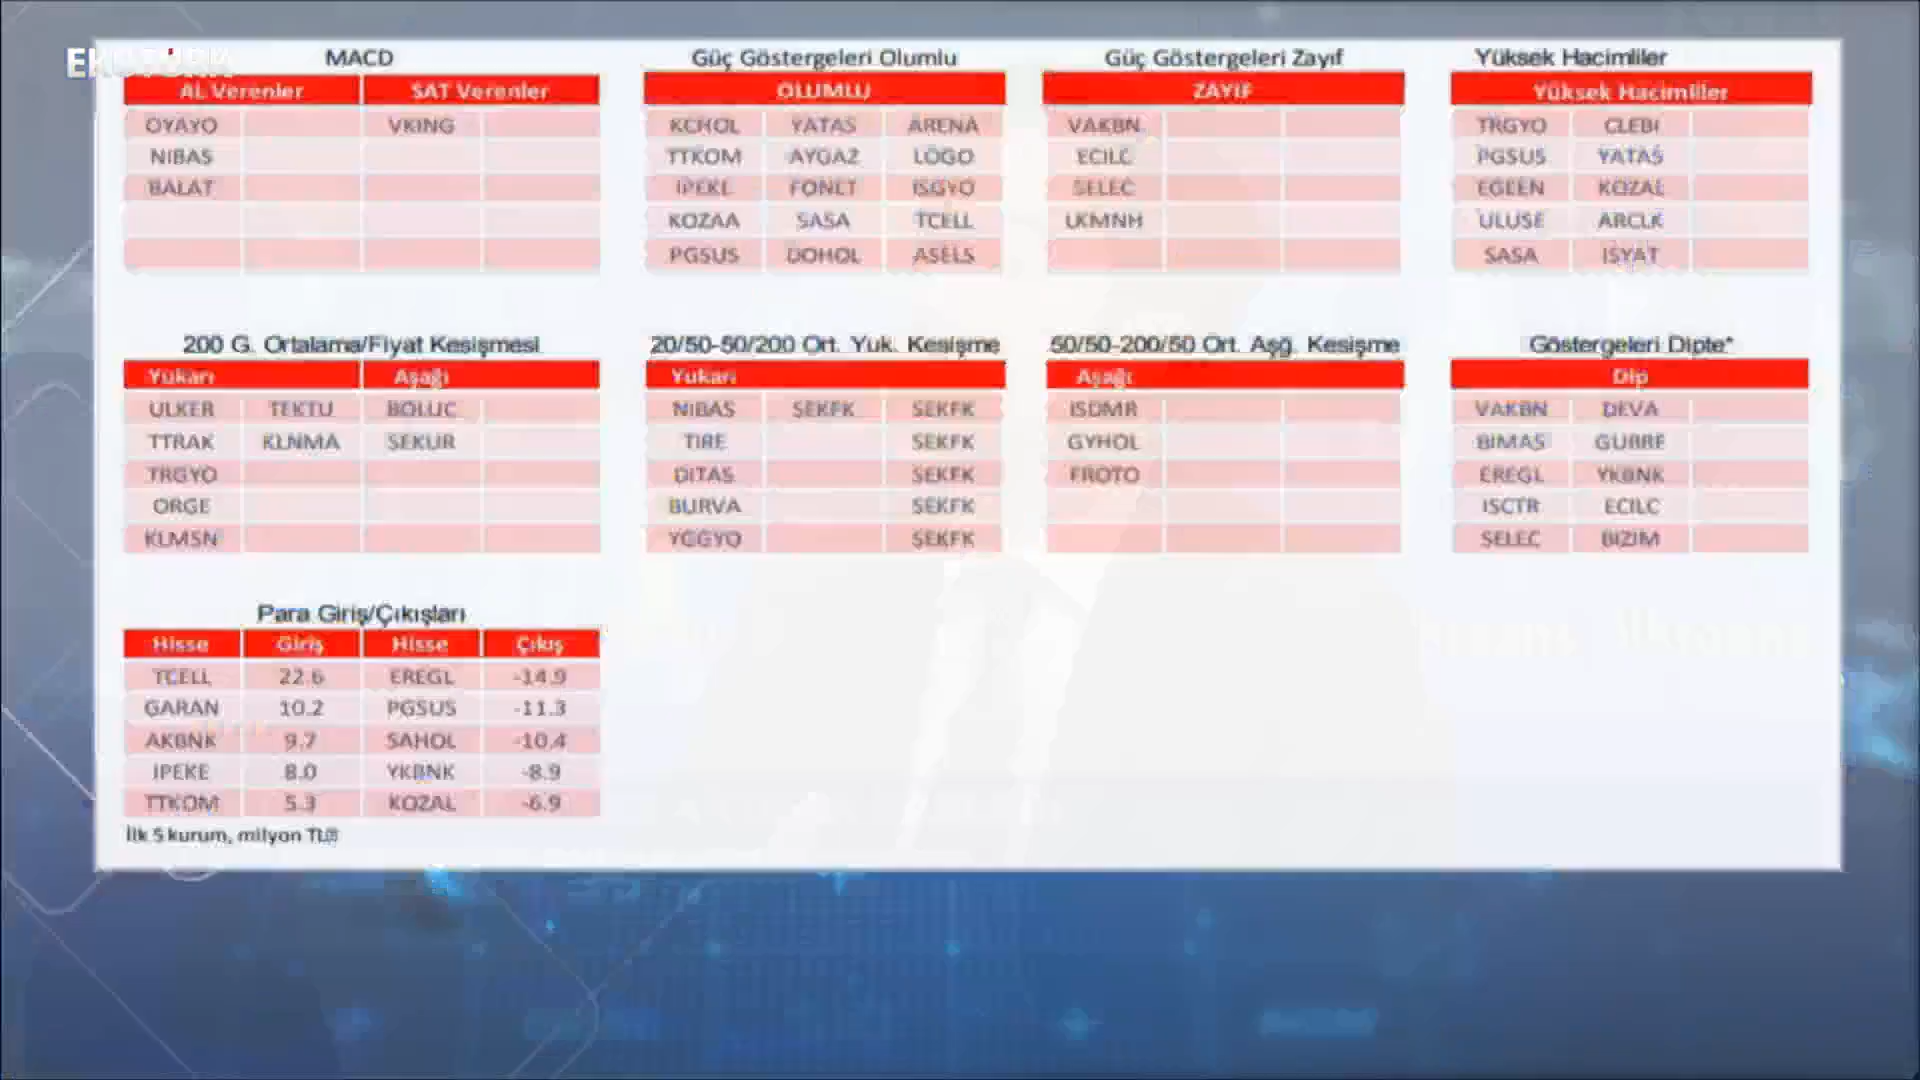 EKOTÜRK
MACD
AL Verenler SAT Verenler
OYAYO VKING
NIBAS
BALAT
Güç Göstergeleri Olumlu
OLUMLU
KCHOL YATAS ARENA
TTKOM AYGAZ LOGO
IPEKE FONET ISGYO
KOZAA SASA TCELL
PGSUS DOHOL ASELS
Güç Göstergeleri Zayıf
ZAYIF
VAKBN
ECILC
SELEC
LKMNH
Yüksek Hacimliler
Yüksek Hacimliler
TRGYO CLEBI
PGSUS YATAS
EGEEN KOZAL
ULUSE ARCLK
SASA ISYAT
200 G. Ortalama/Fiyat Kesişmesi
Yukarı Aşağı
ULKER TEKTU BOLUC
TTRAK KLNMA SEKUR
TRGYO
ORGE
KLMSN
20/50-50/200 Ort. Yuk. Kesişme
Yukarı
NIBAS SEKFK SEKFK
TIRE SEKFK
DITAS SEKFK
BURVA SEKFK
YGGYO SEKFK
50/50-200/50 Ort. Aşğ. Kesişme
Aşağı
ISDMR
GYHOL
FROTO
Göstergeleri Dipte*
Dip
VAKBN DEVA
BIMAS GUBRF
EREGL YKBNK
ISCTR ECILC
SELEC BIZIM
Para Giriş/Çıkışları
Hisse Giriş Hisse Çıkış
TCELL 22.6 EREGL -14.9
GARAN 10.2 PGSUS -11.3
AKBNK 9.7 SAHOL -10.4
IPEKE 8.0 YKBNK -8.9
TTKOM 5.3 KOZAL -6.9
İlk 5 kurum, milyon TL